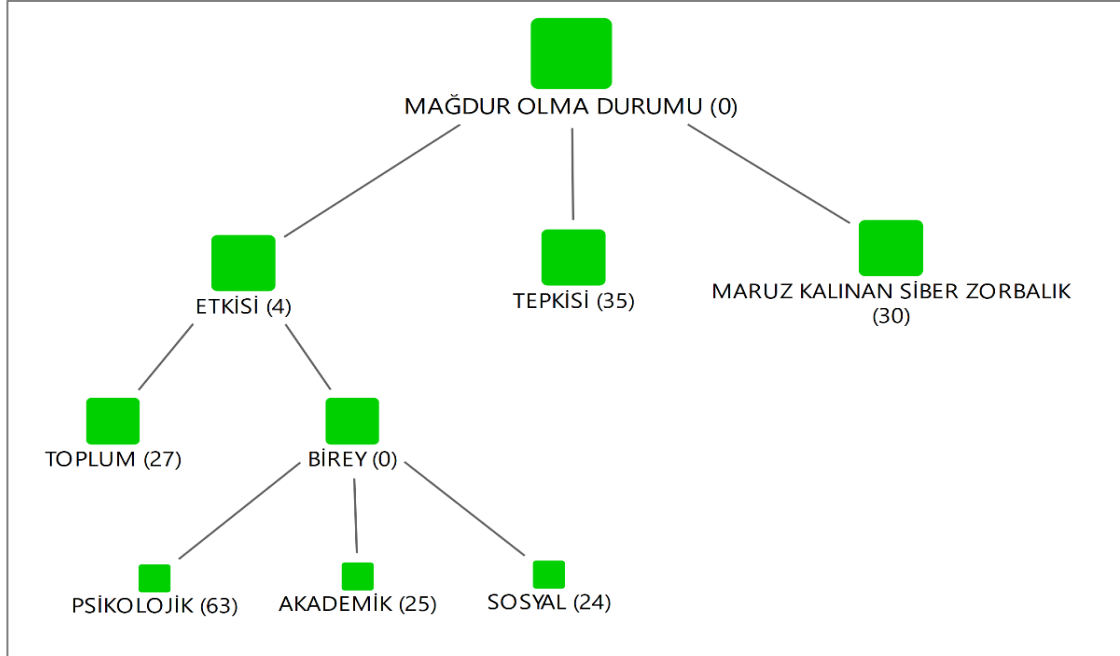 MAĞDUR OLMA DURUMU (0)
ETKİSİ (4)
TEPKİSİ (35)
MARUZ KALINAN SİBER ZORBALIK
(30)
TOPLUM (27)
BİREY (0)
PSİKOLOJİK (63)
AKADEMİK (25)
SOSYAL (24)